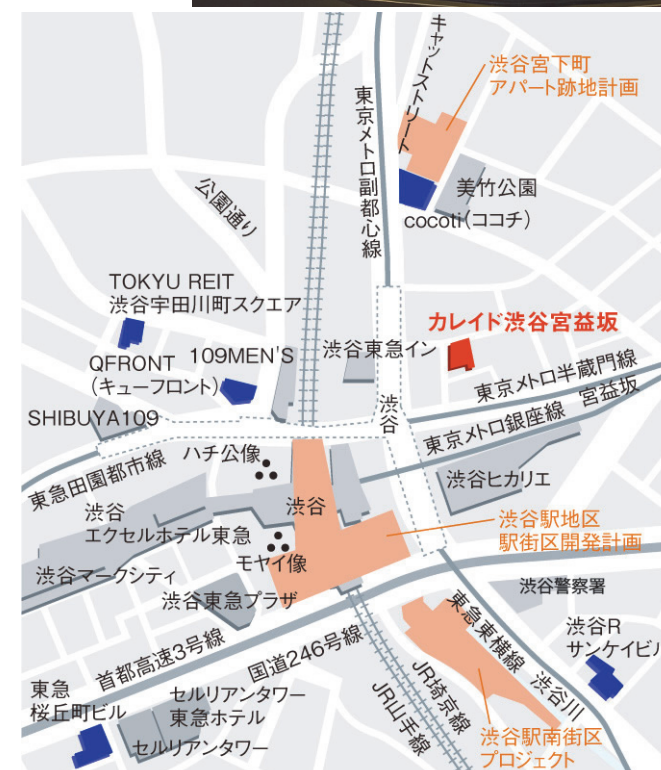 キャットストリート
渋谷宮下町
アパート跡地計画
東京メトロ副都心線
美竹公園
cocoti(ココチ)
公園通り
TOKYU REIT
渋谷宇田川町スクエア
カレイド渋谷宮益坂
QFRONT
(キューフロント)
109MEN'S
渋谷東急イン
東京メトロ半蔵門線
宮益坂
SHIBUYA109
渋谷
東京メトロ銀座線
東急田園都市線
ハチ公像
渋谷ヒカリエ
渋谷
渋谷
エクセルホテル東急
渋谷駅地区
駅街区開発計画
モヤイ像
渋谷マークシティ
渋谷東急プラザ
渋谷警察署
東急東横線
首都高速3号線
国道246号線
渋谷R
サンケイビル
渋谷川
東急
桜丘町ビル
セルリアンタワー
東急ホテル
セルリアンタワー
JR山手線
JR埼京線
渋谷駅南街区
プロジェクト